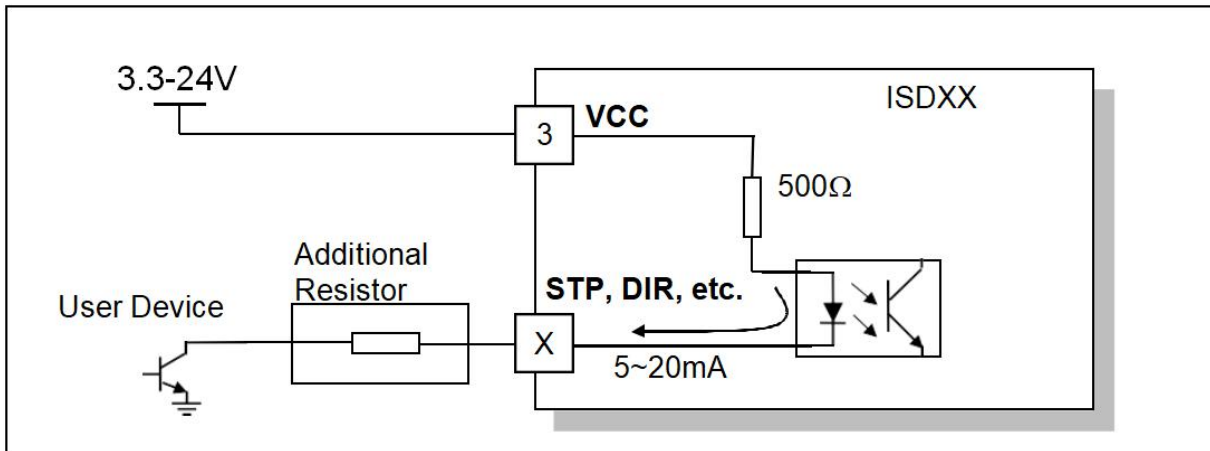 3.3-24V
ISDXX
3
VCC
500Ω
Additional
Resistor
STP, DIR, etc.
User Device
X
5~20mA